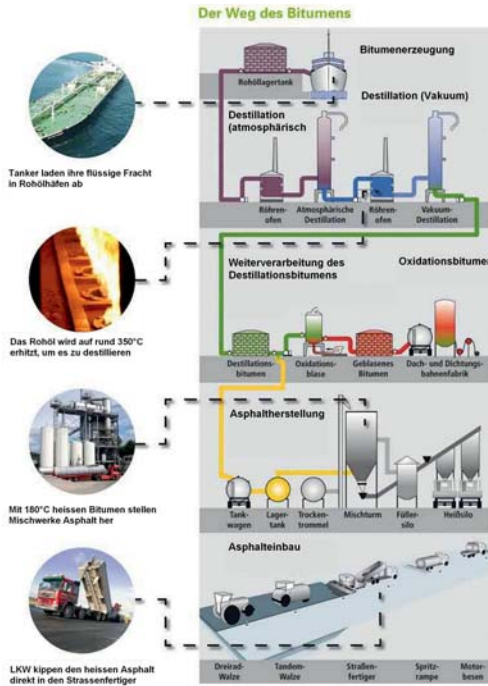 Der Weg des Bitumens
Bitumenerzeugung
Rohöllagertank
Destillation (Vakuum)
Destillation
(atmosphärisch
Tanker laden ihre flüssige Fracht
in Rohölhäfen ab
Röhren-
ofen
Atmosphärische
Destillation
Röhren-
ofen
Vakuum-
Destillation
Weiterverarbeitung des
Destillationsbitumens
Oxidationsbitumen
Das Rohöl wird auf rund 350°C
erhitzt, um es zu destillieren
Destillations-
bitumen
Oxidations-
blase
Geblasenes
Bitumen
Dach- und Dichtungs-
bahnenfabrik
Asphaltherstellung
Mit 180°C heissen Bitumen stellen
Mischwerke Asphalt her
Tank-
wagen
Lager-
tank
Trocken-
trommel
Mischturm
Füller-
silo
Heißsilo
Asphalteinbau
LKW kippen den heissen Asphalt
direkt in den Strassenfertiger
Dreirad-
Walze
Tandem-
Walze
Straßen-
fertiger
Spritz-
rampe
Motor-
besen